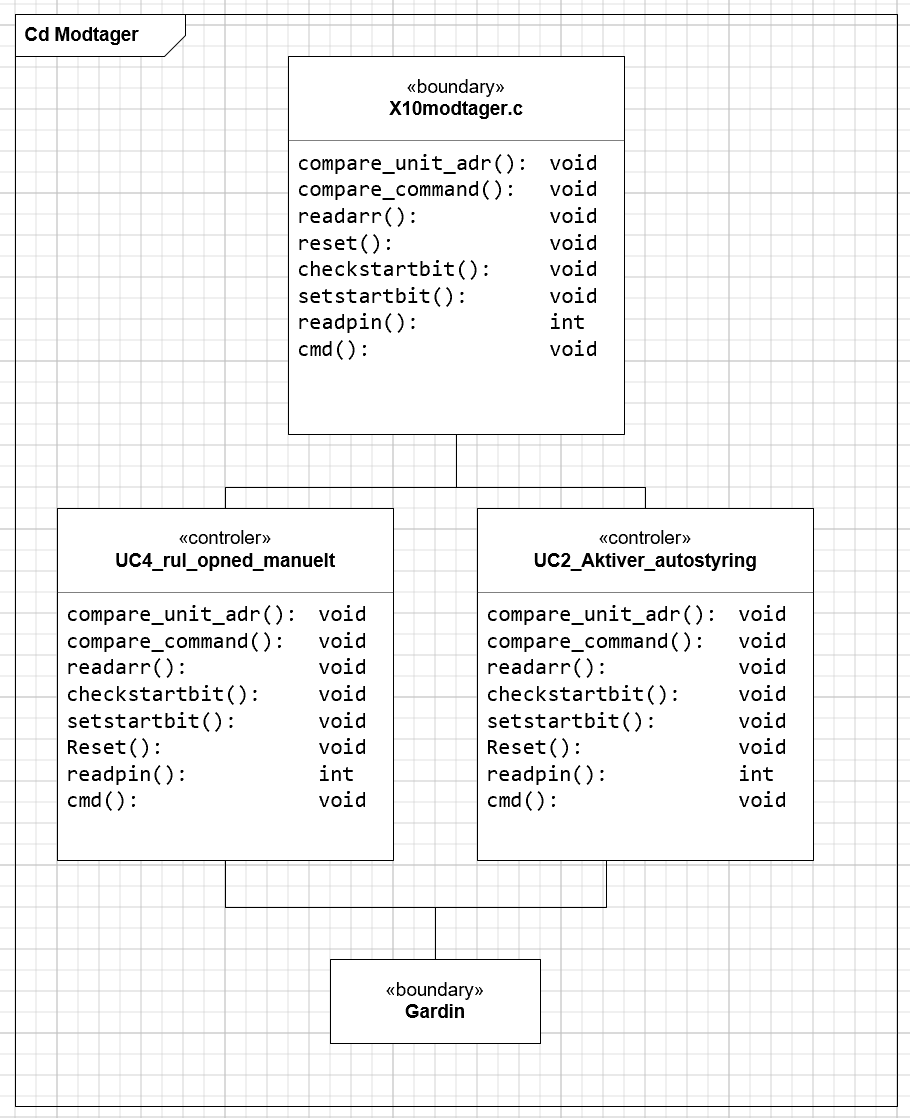 Cd Modtager
«boundary»
X10modtager.c
compare_unit_adr(): void
compare_command(): void
readarr(): void
reset(): void
checkstartbit(): void
setstartbit(): void
readpin(): int
cmd(): void
«controler»
UC4_rul_opned_manuelt
compare_unit_adr(): void
compare_command(): void
readarr(): void
checkstartbit(): void
setstartbit(): void
Reset(): void
readpin(): int
cmd(): void
«controler»
UC2_Aktiver_autostyring
compare_unit_adr(): void
compare_command(): void
readarr(): void
checkstartbit(): void
setstartbit(): void
Reset(): void
readpin(): int
cmd(): void
«boundary»
Gardin